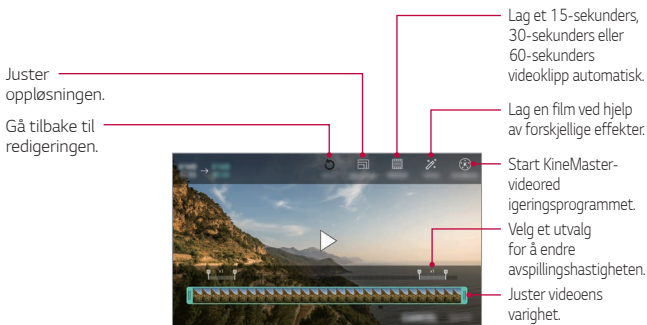 Juster
oppløsningen.
Gå tilbake til
redigeringen.
Lag et 15-sekunders,
30-sekunders eller
60-sekunders
videoklipp automatisk.
Lag en film ved hjelp
av forskjellige effekter.
Start KineMaster-
videored
igeringsprogrammet.
Velg et utvalg
for å endre
avspillingshastigheten.
Juster videoens
varighet.